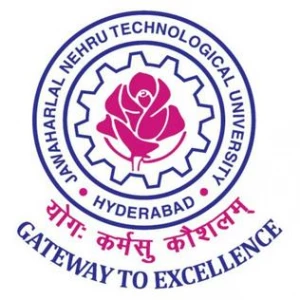 JAWAHARLAL NEHRU TECHNOLOGICAL UNIVERSITY
• HYDERABAD •
योगः कर्मसु कौशलम्
GATEWAY TO EXCELLENCE